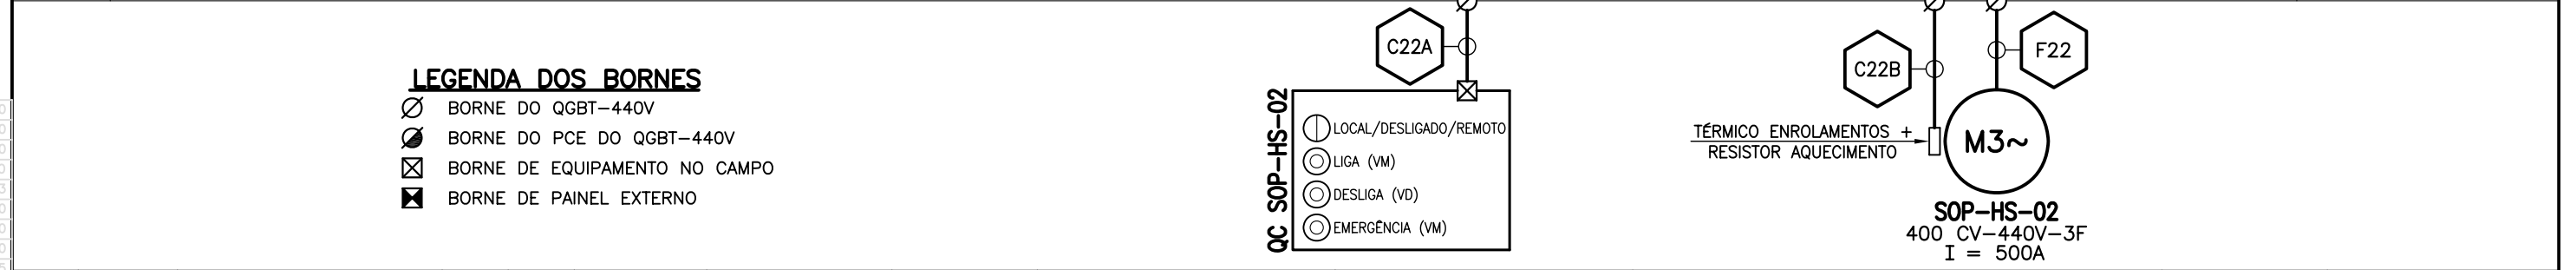 LEGENDA DOS BORNES
BORNE DO QGBT-440V
BORNE DO PCE DO QGBT-440V
BORNE DE EQUIPAMENTO NO CAMPO
BORNE DE PAINEL EXTERNO
C22A
QC SOP-HS-02
LOCAL/DESLIGADO/REMOTO
LIGA (VM)
DESLIGA (VD)
EMERGÊNCIA (VM)
C22B
F22
TÉRMICO ENROLAMENTOS +
RESISTOR AQUECIMENTO
M3~
SOP-HS-02
400 CV-440V-3F
I = 500A